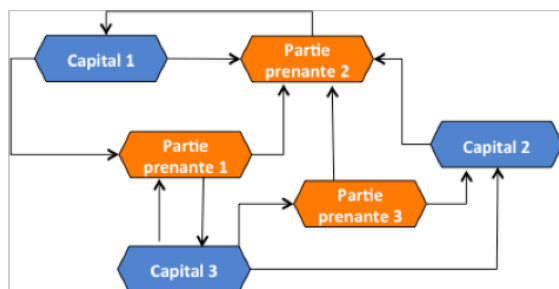 Capital 1
Partie
prenante 2
Partie
prenante 1
Capital 2
Partie
prenante 3
Capital 3